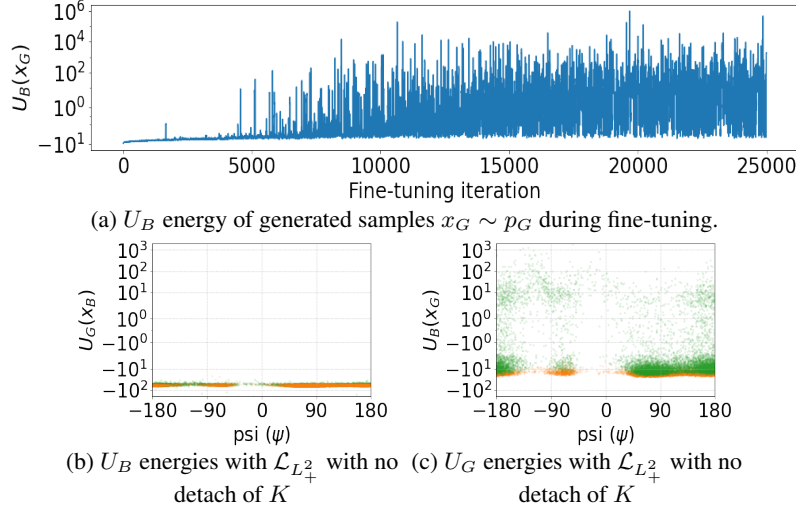 10^6
10^4
10^2
10^0
−10^1
U_B(x_G)
0 5000 10000 15000 20000 25000
Fine-tuning iteration
(a) U_B energy of generated samples x_G ∼ p_G during fine-tuning.
10^3
10^2
10^1
10^0
−10^0
−10^1
−10^2
U_G(x_B)
−180 −90 0 90 180
psi (ψ)
10^3
10^2
10^1
10^0
−10^0
−10^1
−10^2
U_B(x_G)
−180 −90 0 90 180
psi (ψ)
(b) U_B energies with ℒ_{L^2_+} with no
detach of K
(c) U_G energies with ℒ_{L^2_+} with no
detach of K